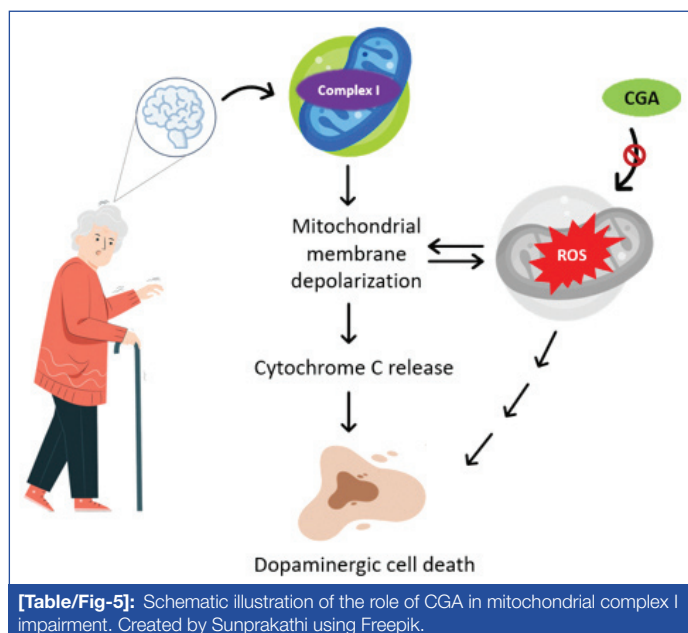 Complex I
CGA
Mitochondrial
membrane
depolarization
ROS
Cytochrome C release
Dopaminergic cell death
[Table/Fig-5]: Schematic illustration of the role of CGA in mitochondrial complex I
impairment. Created by Sunprakathi using Freepik.